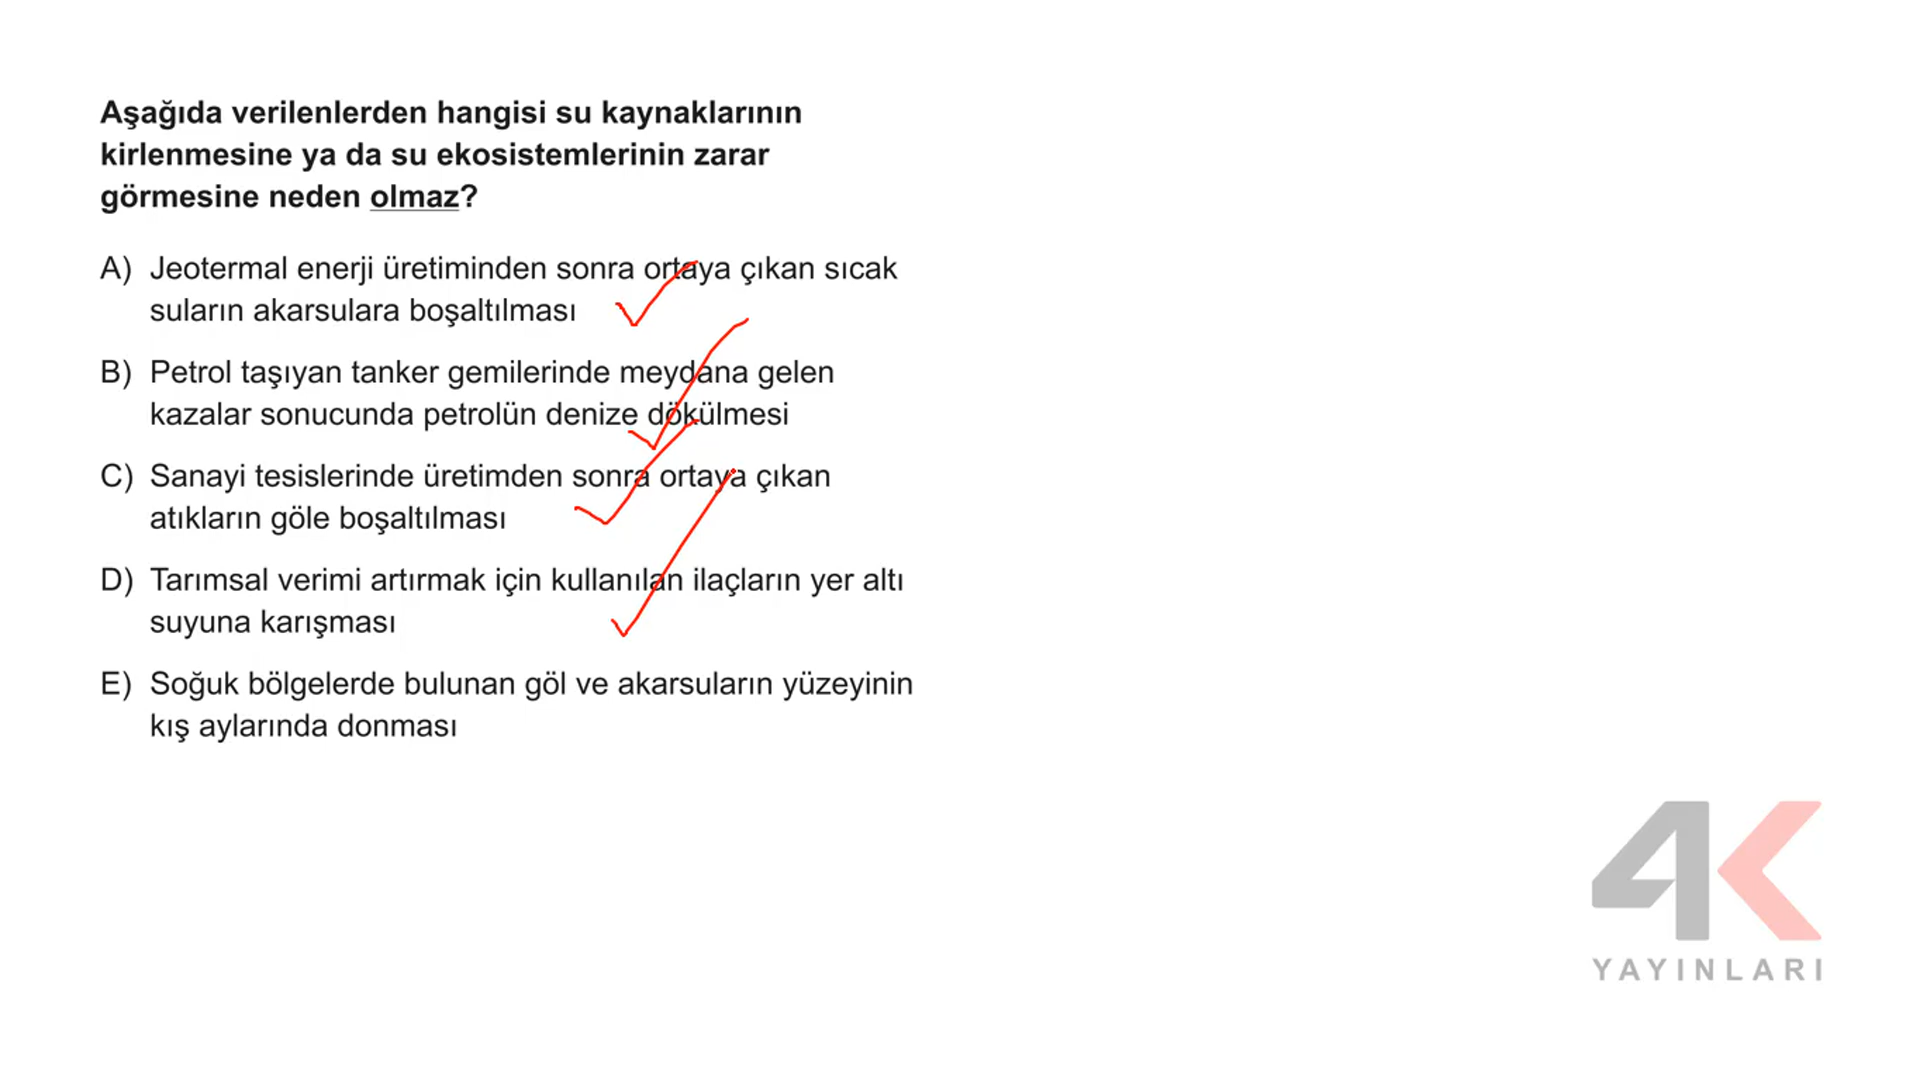 Aşağıda verilenlerden hangisi su kaynaklarının
kirlenmesine ya da su ekosistemlerinin zarar
görmesine neden olmaz?
A) Jeotermal enerji üretiminden sonra ortaya çıkan sıcak
suların akarsulara boşaltılması
B) Petrol taşıyan tanker gemilerinde meydana gelen
kazalar sonucunda petrolün denize dökülmesi
C) Sanayi tesislerinde üretimden sonra ortaya çıkan
atıkların göle boşaltılması
D) Tarımsal verimi artırmak için kullanılan ilaçların yer altı
suyuna karışması
E) Soğuk bölgelerde bulunan göl ve akarsuların yüzeyinin
kış aylarında donması
4K
YAYINLARI